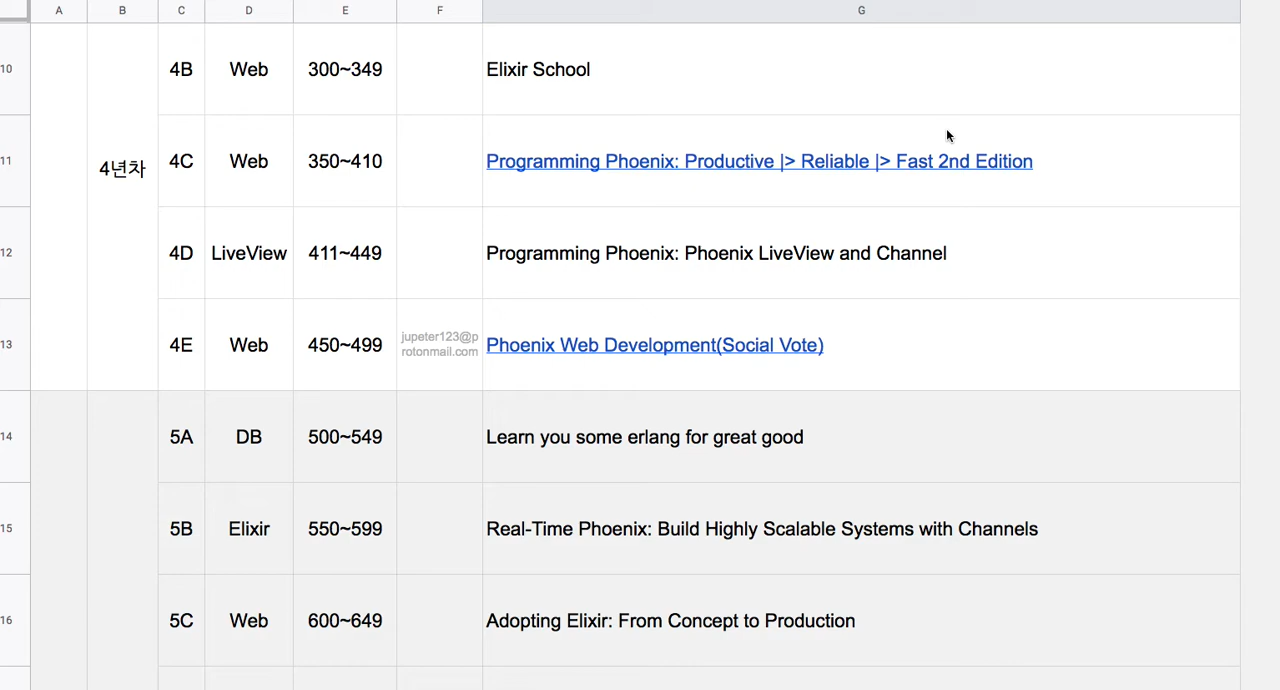 A B C D E F G
10 4B Web 300~349 Elixir School
11 4C Web 350~410 Programming Phoenix: Productive |> Reliable |> Fast 2nd Edition
4년차
12 4D LiveView 411~449 Programming Phoenix: Phoenix LiveView and Channel
13 4E Web 450~499 jupeter123@p Phoenix Web Development(Social Vote)
rotonmail.com
14 5A DB 500~549 Learn you some erlang for great good
15 5B Elixir 550~599 Real-Time Phoenix: Build Highly Scalable Systems with Channels
16 5C Web 600~649 Adopting Elixir: From Concept to Production